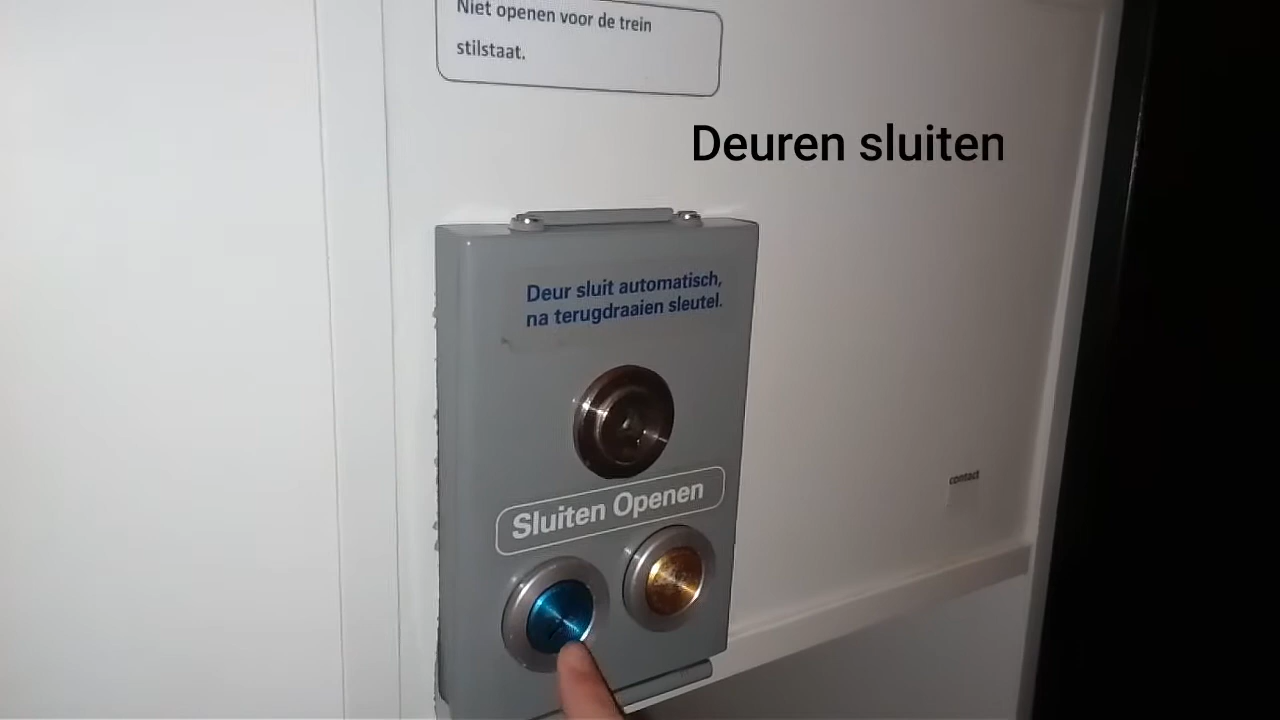 Niet openen voor de trein
stilstaat.
Deuren sluiten
Deur sluit automatisch,
na terugdraaien sleutel.
contact
Sluiten Openen